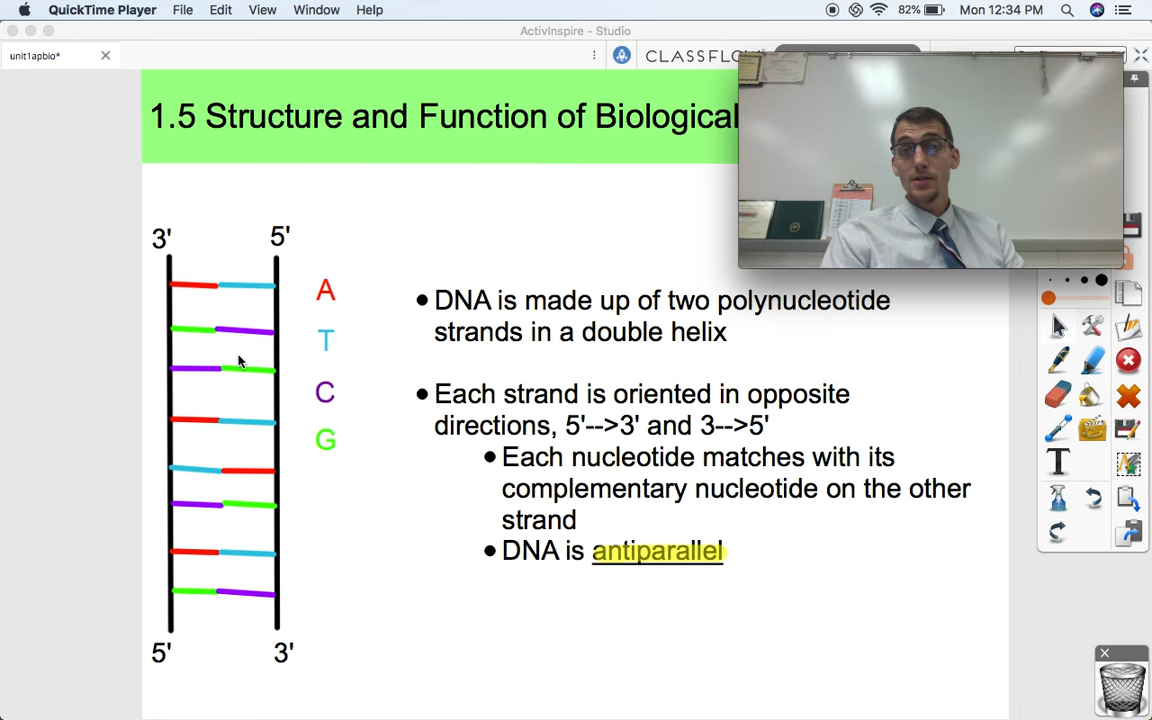 QuickTime Player File Edit View Window Help 82% Mon 12:34 PM
ActivInspire - Studio
unit1apbio*
CLASSFLO
1.5 Structure and Function of Biological
3' 5'
A
T
C
G
5' 3'
• DNA is made up of two polynucleotide
strands in a double helix
• Each strand is oriented in opposite
directions, 5'-->3' and 3-->5'
• Each nucleotide matches with its
complementary nucleotide on the other
strand
• DNA is antiparallel
T